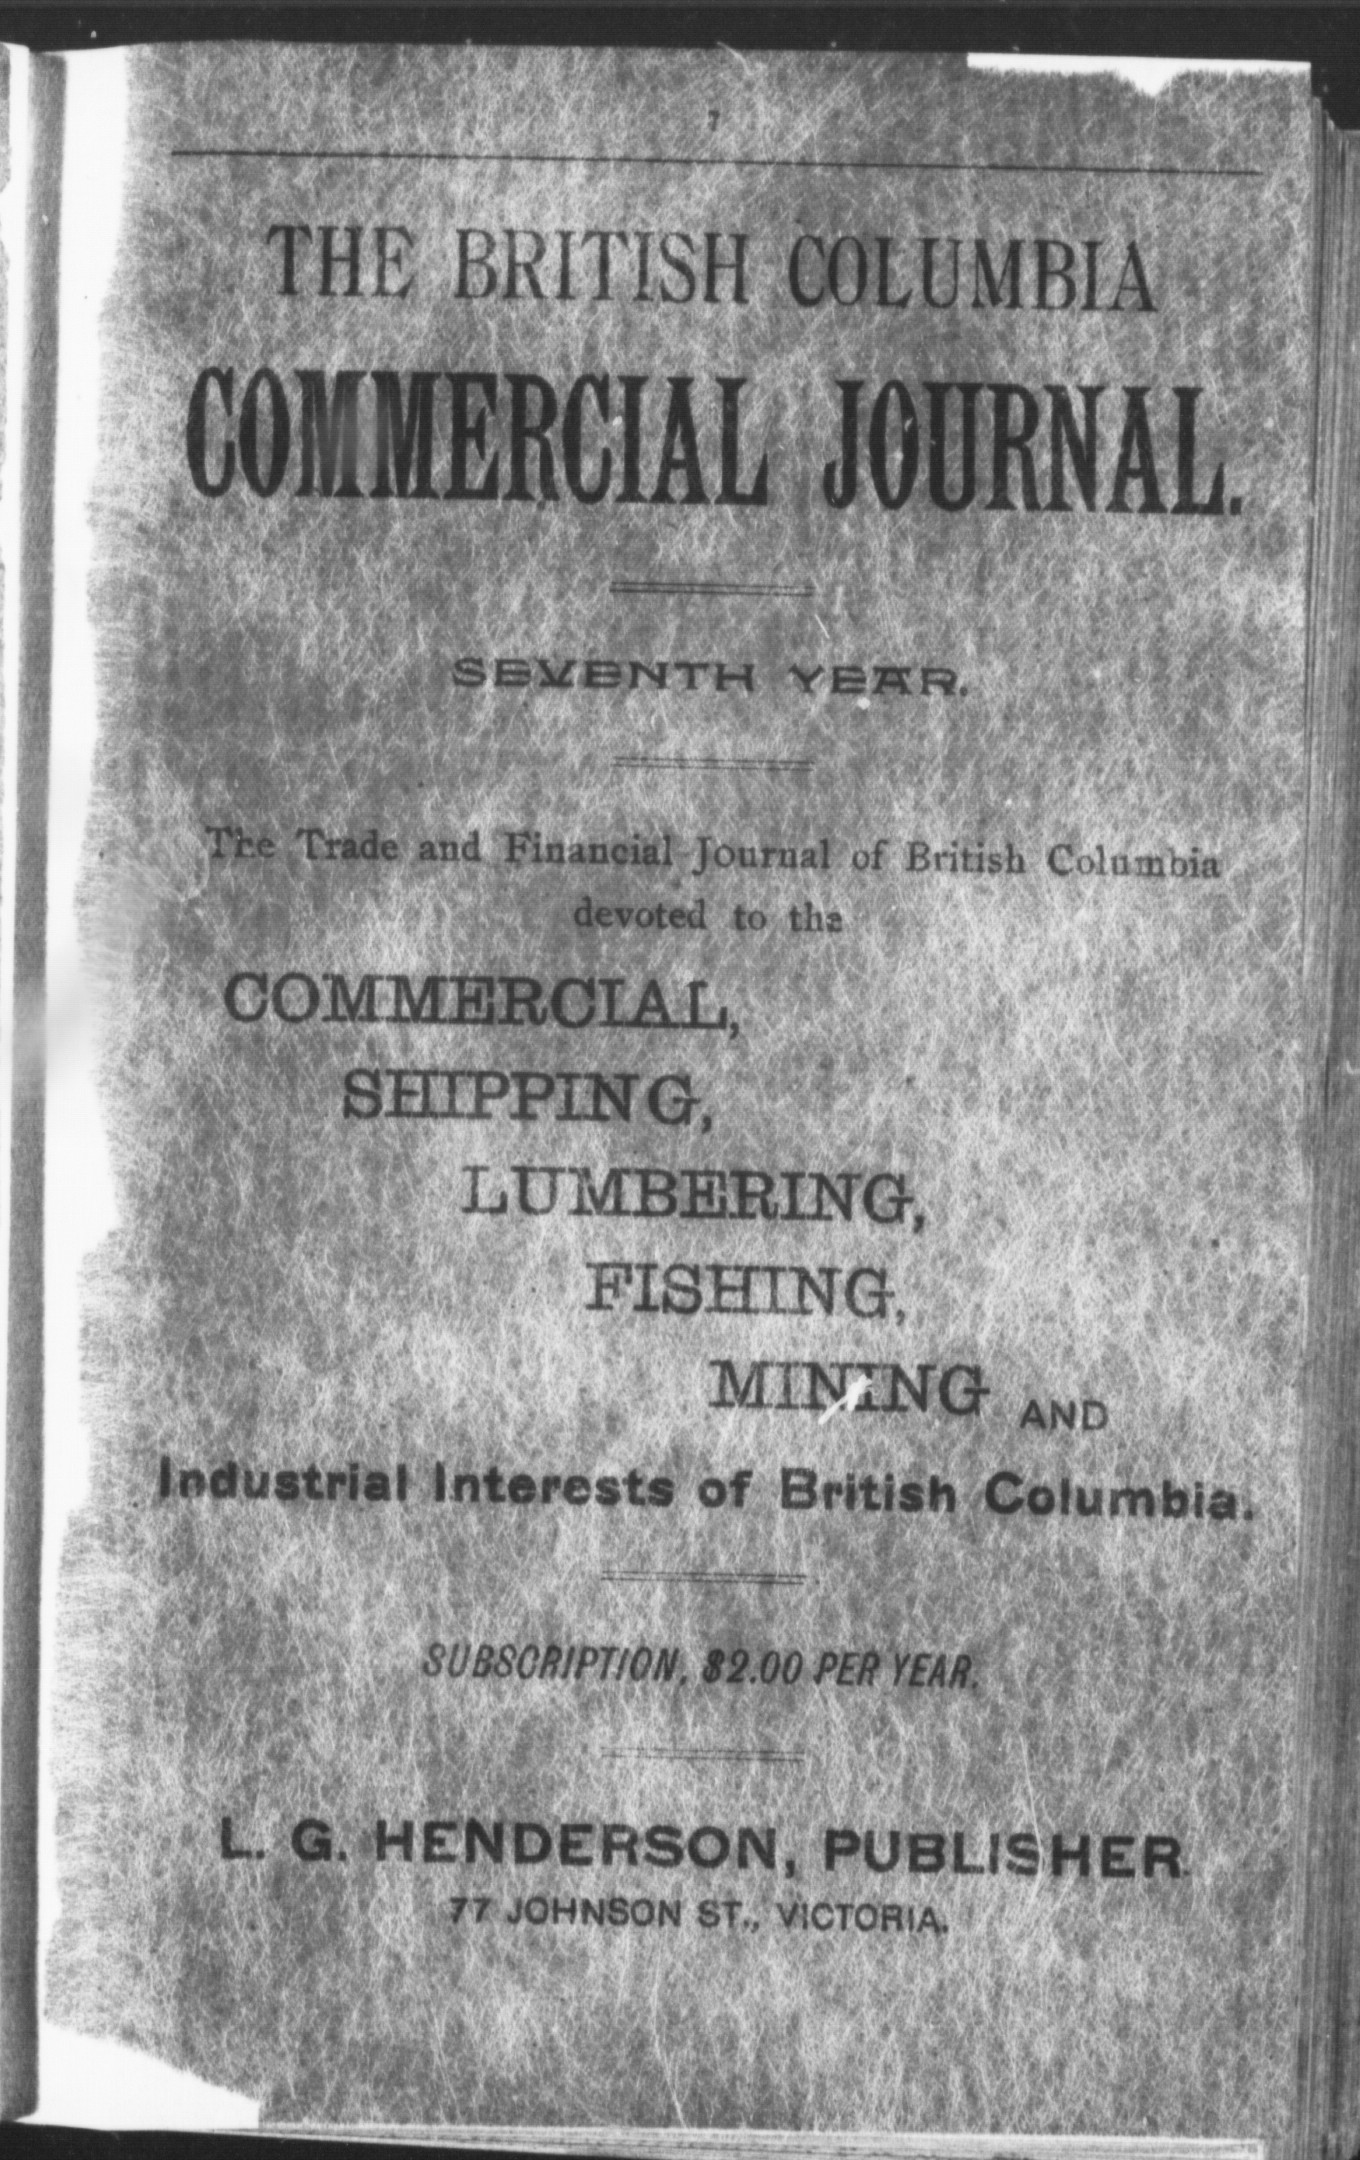 7
THE BRITISH COLUMBIA
COMMERCIAL JOURNAL.
SEVENTH YEAR.
The Trade and Financial Journal of British Columbia
devoted to the
COMMERCIAL,
SHIPPING,
LUMBERING,
FISHING,
MINING AND
Industrial Interests of British Columbia.
SUBSCRIPTION, $2.00 PER YEAR.
L. G. HENDERSON, PUBLISHER.
77 JOHNSON ST., VICTORIA.